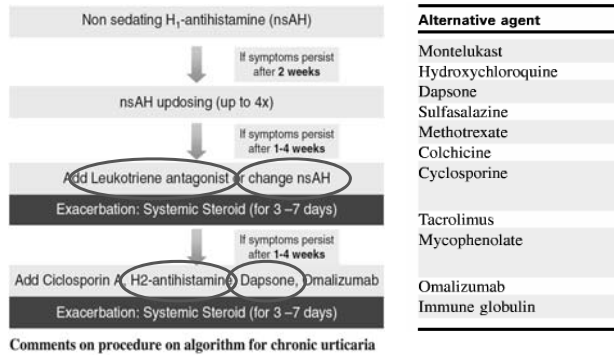 Non sedating H1-antihistamine (nsAH)
If symptoms persist
after 2 weeks
nsAH updosing (up to 4x)
If symptoms persist
after 1-4 weeks
Add Leukotriene antagonist or change nsAH
Exacerbation: Systemic Steroid (for 3 –7 days)
If symptoms persist
after 1-4 weeks
Add Ciclosporin A, H2-antihistamine, Dapsone, Omalizumab
Exacerbation: Systemic Steroid (for 3 –7 days)
Comments on procedure on algorithm for chronic urticaria
Alternative agent
Montelukast
Hydroxychloroquine
Dapsone
Sulfasalazine
Methotrexate
Colchicine
Cyclosporine
Tacrolimus
Mycophenolate
Omalizumab
Immune globulin